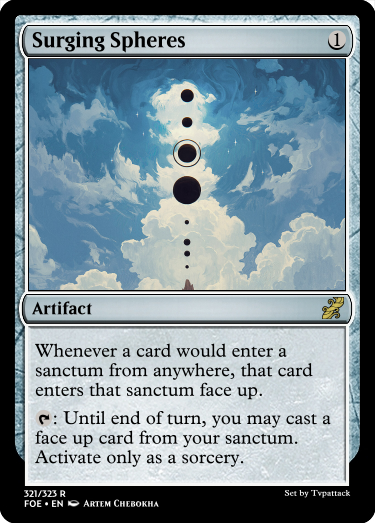 Surging Spheres 1
Artifact
Whenever a card would enter a
sanctum from anywhere, that card
enters that sanctum face up.
: Until end of turn, you may cast a
face up card from your sanctum.
Activate only as a sorcery.
321/323 R
FOE • EN Artem Chebokha
Set by Tvpattack